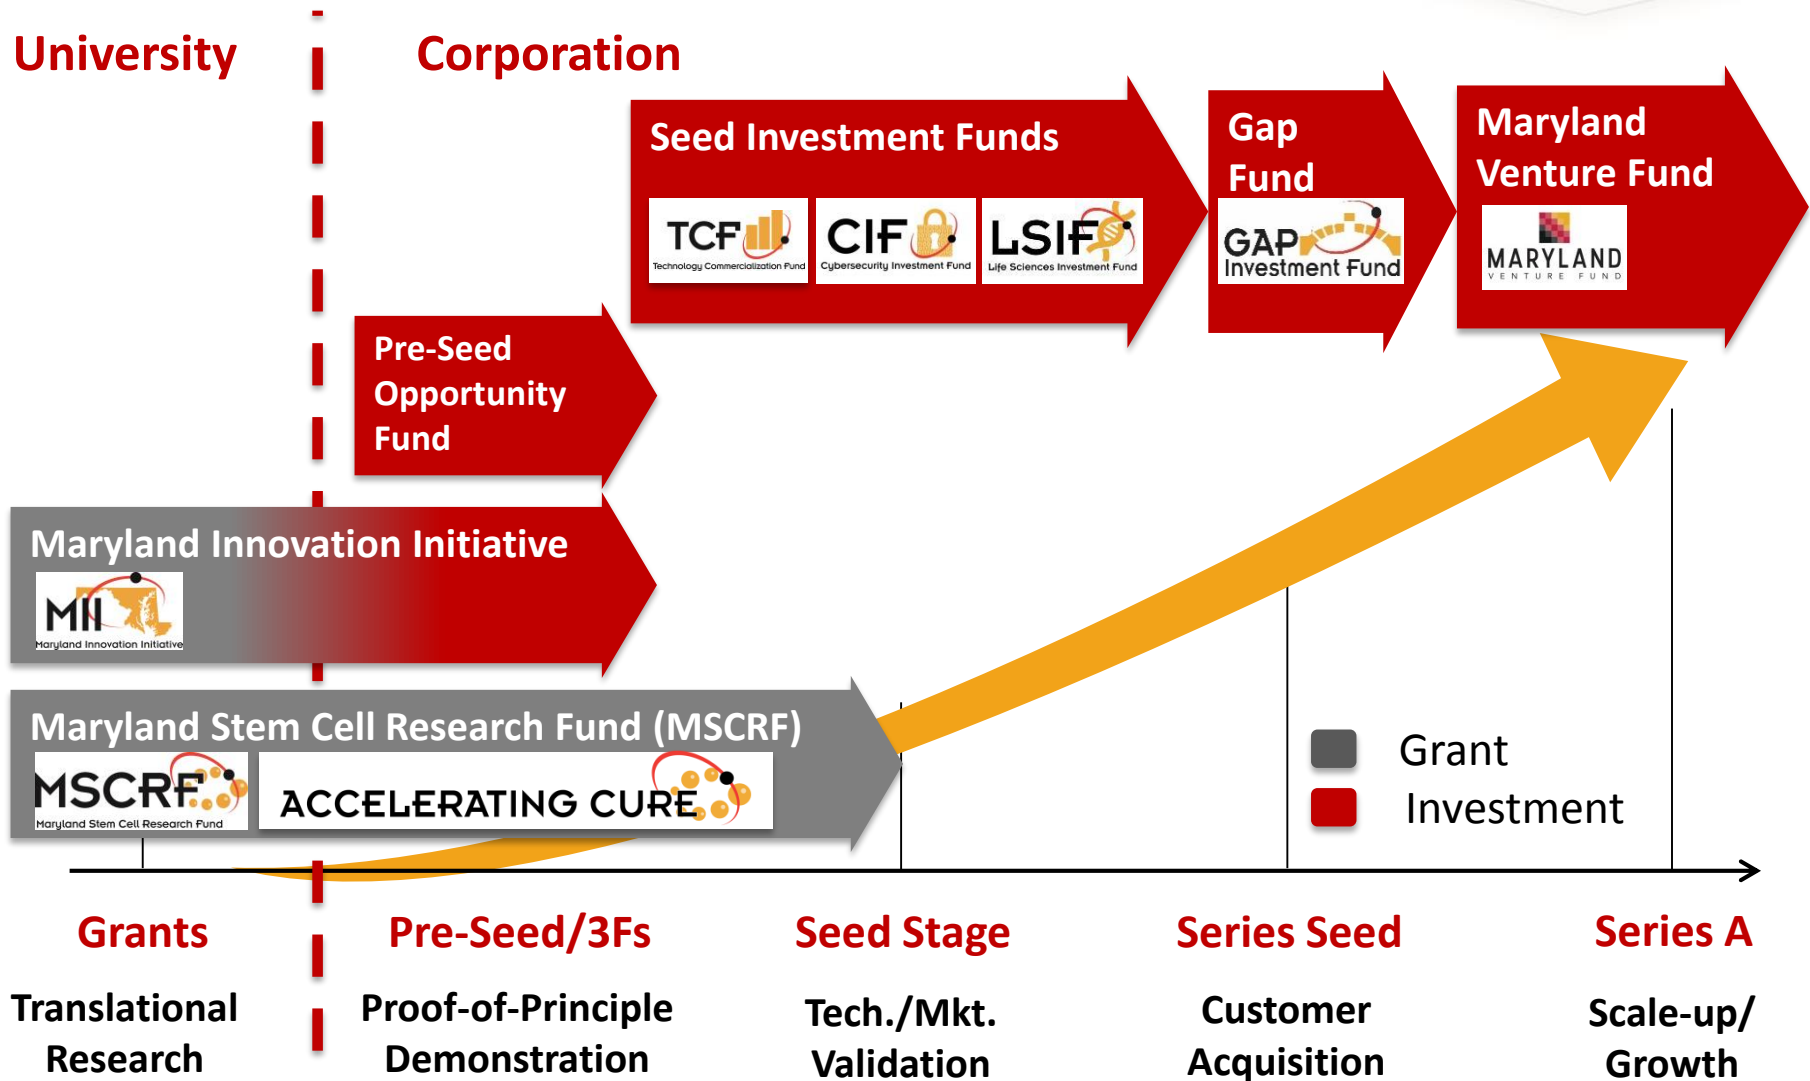 University
Corporation
Seed Investment Funds
TCF
Technology Commercialization Fund
CIF
Cybersecurity Investment Fund
LSIF
Life Sciences Investment Fund
Gap
Fund
GAP
Investment Fund
Maryland
Venture Fund
MARYLAND
VENTURE FUND
Pre-Seed
Opportunity
Fund
Maryland Innovation Initiative
MII
Maryland Innovation Initiative
Maryland Stem Cell Research Fund (MSCRF)
MSCRF
Maryland Stem Cell Research Fund
ACCELERATING CURE
Grant
Investment
Grants
Translational
Research
Pre-Seed/3Fs
Proof-of-Principle
Demonstration
Seed Stage
Tech./Mkt.
Validation
Series Seed
Customer
Acquisition
Series A
Scale-up/
Growth